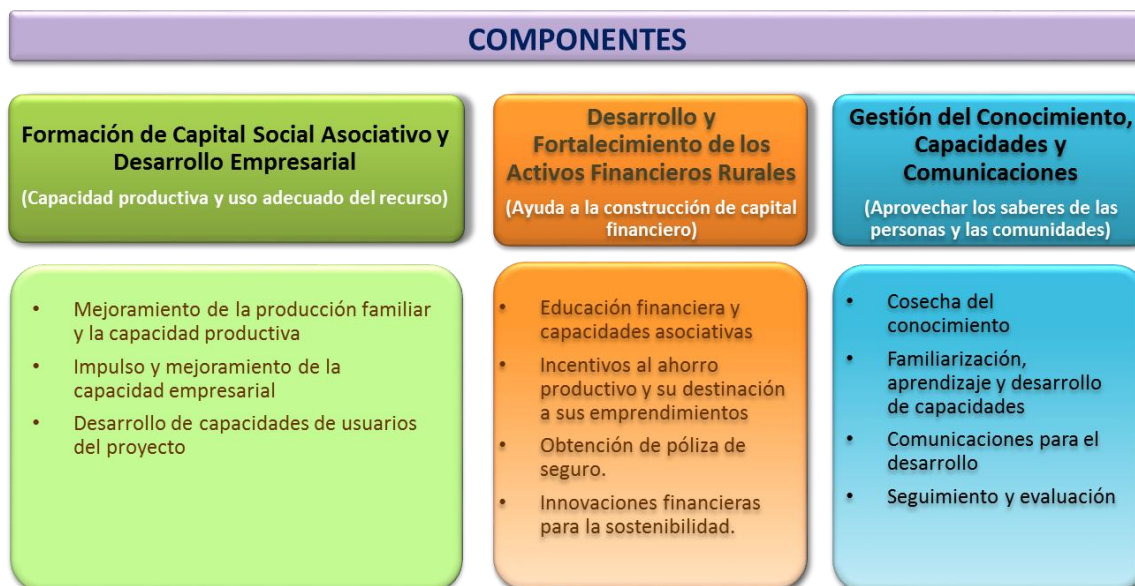 COMPONENTES
Formación de Capital Social Asociativo y
Desarrollo Empresarial
(Capacidad productiva y uso adecuado del recurso)
• Mejoramiento de la producción familiar
y la capacidad productiva
• Impulso y mejoramiento de la
capacidad empresarial
• Desarrollo de capacidades de usuarios
del proyecto
Desarrollo y
Fortalecimiento de los
Activos Financieros Rurales
(Ayuda a la construcción de capital
financiero)
• Educación financiera y
capacidades asociativas
• Incentivos al ahorro
productivo y su destinación
a sus emprendimientos
• Obtención de póliza de
seguro.
• Innovaciones financieras
para la sostenibilidad.
Gestión del Conocimiento,
Capacidades y
Comunicaciones
(Aprovechar los saberes de las
personas y las comunidades)
• Cosecha del
conocimiento
• Familiarización,
aprendizaje y desarrollo
de capacidades
• Comunicaciones para el
desarrollo
• Seguimiento y evaluación